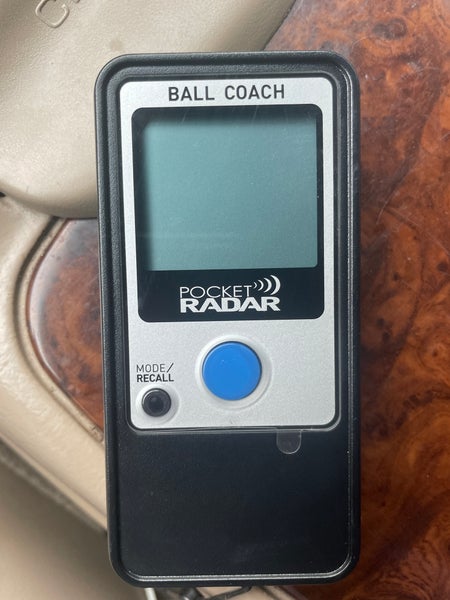 BALL COACH
POCKET
RADAR
MODE/
RECALL